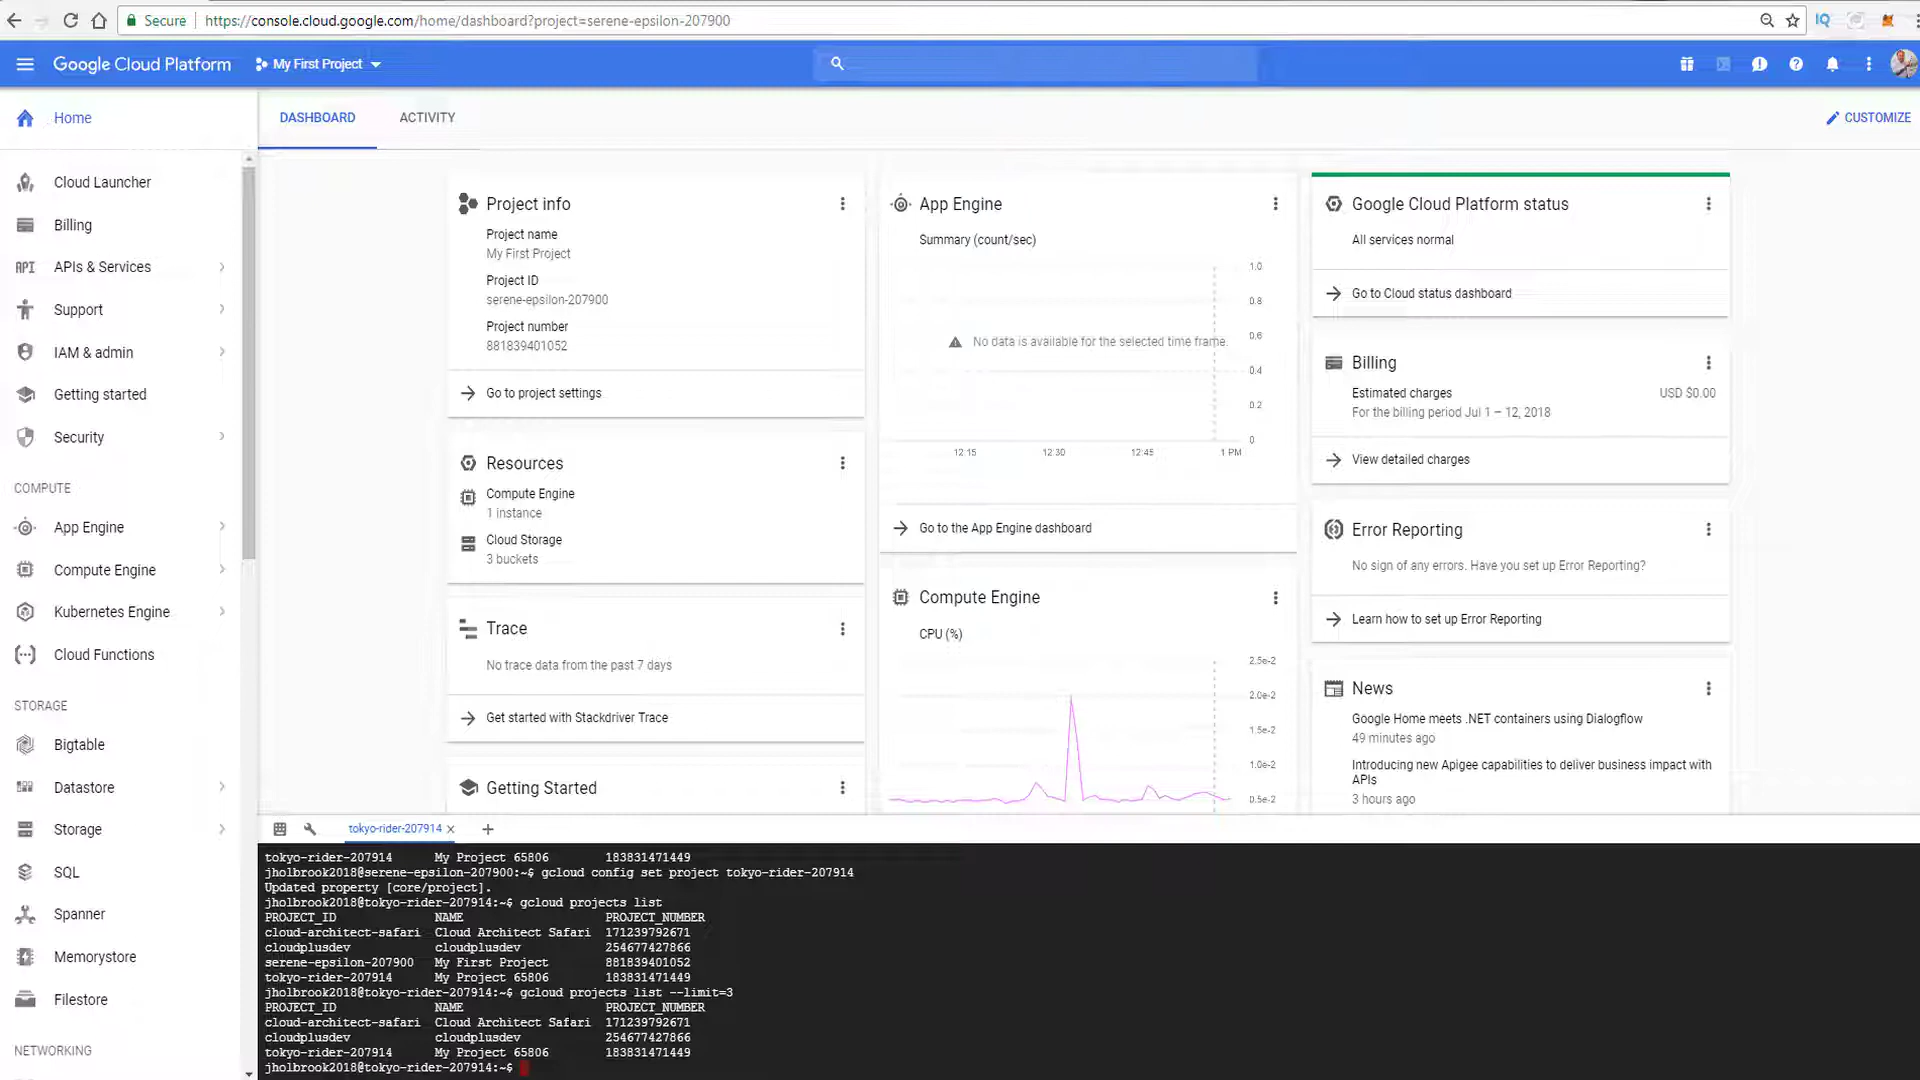 Secure https://console.cloud.google.com/home/dashboard?project=serene-epsilon-207900
IQ
Google Cloud Platform My First Project
Home
DASHBOARD ACTIVITY CUSTOMIZE
Cloud Launcher
Billing
API APIs & Services
Support
IAM & admin
Getting started
Security
COMPUTE
App Engine
Compute Engine
Kubernetes Engine
Cloud Functions
STORAGE
Bigtable
Datastore
Storage
SQL
Spanner
Memorystore
Filestore
NETWORKING
Project info
Project name
My First Project
Project ID
serene-epsilon-207900
Project number
881839401052
Go to project settings
Resources
Compute Engine
1 instance
Cloud Storage
3 buckets
Trace
No trace data from the past 7 days
Get started with Stackdriver Trace
Getting Started
App Engine
Summary (count/sec)
1.0
0.8
No data is available for the selected time frame.
0.6
0.4
0.2
0
12:15 12:30 12:45 1 PM
Go to the App Engine dashboard
Compute Engine
CPU (%)
2.5e-2
2.0e-2
1.5e-2
1.0e-2
0.5e-2
Google Cloud Platform status
All services normal
Go to Cloud status dashboard
Billing
Estimated charges USD $0.00
For the billing period Jul 1 – 12, 2018
View detailed charges
Error Reporting
No sign of any errors. Have you set up Error Reporting?
Learn how to set up Error Reporting
News
Google Home meets .NET containers using Dialogflow
49 minutes ago
Introducing new Apigee capabilities to deliver business impact with
APIs
3 hours ago
tokyo-rider-207914 × +
tokyo-rider-207914 My Project 65806 183831471449
jholbrook2018@serene-epsilon-207900:~$ gcloud config set project tokyo-rider-207914
Updated property [core/project].
jholbrook2018@tokyo-rider-207914:~$ gcloud projects list
PROJECT_ID NAME PROJECT_NUMBER
cloud-architect-safari Cloud Architect Safari 171239792671
cloudplusdev cloudplusdev 254677427866
serene-epsilon-207900 My First Project 881839401052
tokyo-rider-207914 My Project 65806 183831471449
jholbrook2018@tokyo-rider-207914:~$ gcloud projects list --limit=3
PROJECT_ID NAME PROJECT_NUMBER
cloud-architect-safari Cloud Architect Safari 171239792671
cloudplusdev cloudplusdev 254677427866
tokyo-rider-207914 My Project 65806 183831471449
jholbrook2018@tokyo-rider-207914:~$